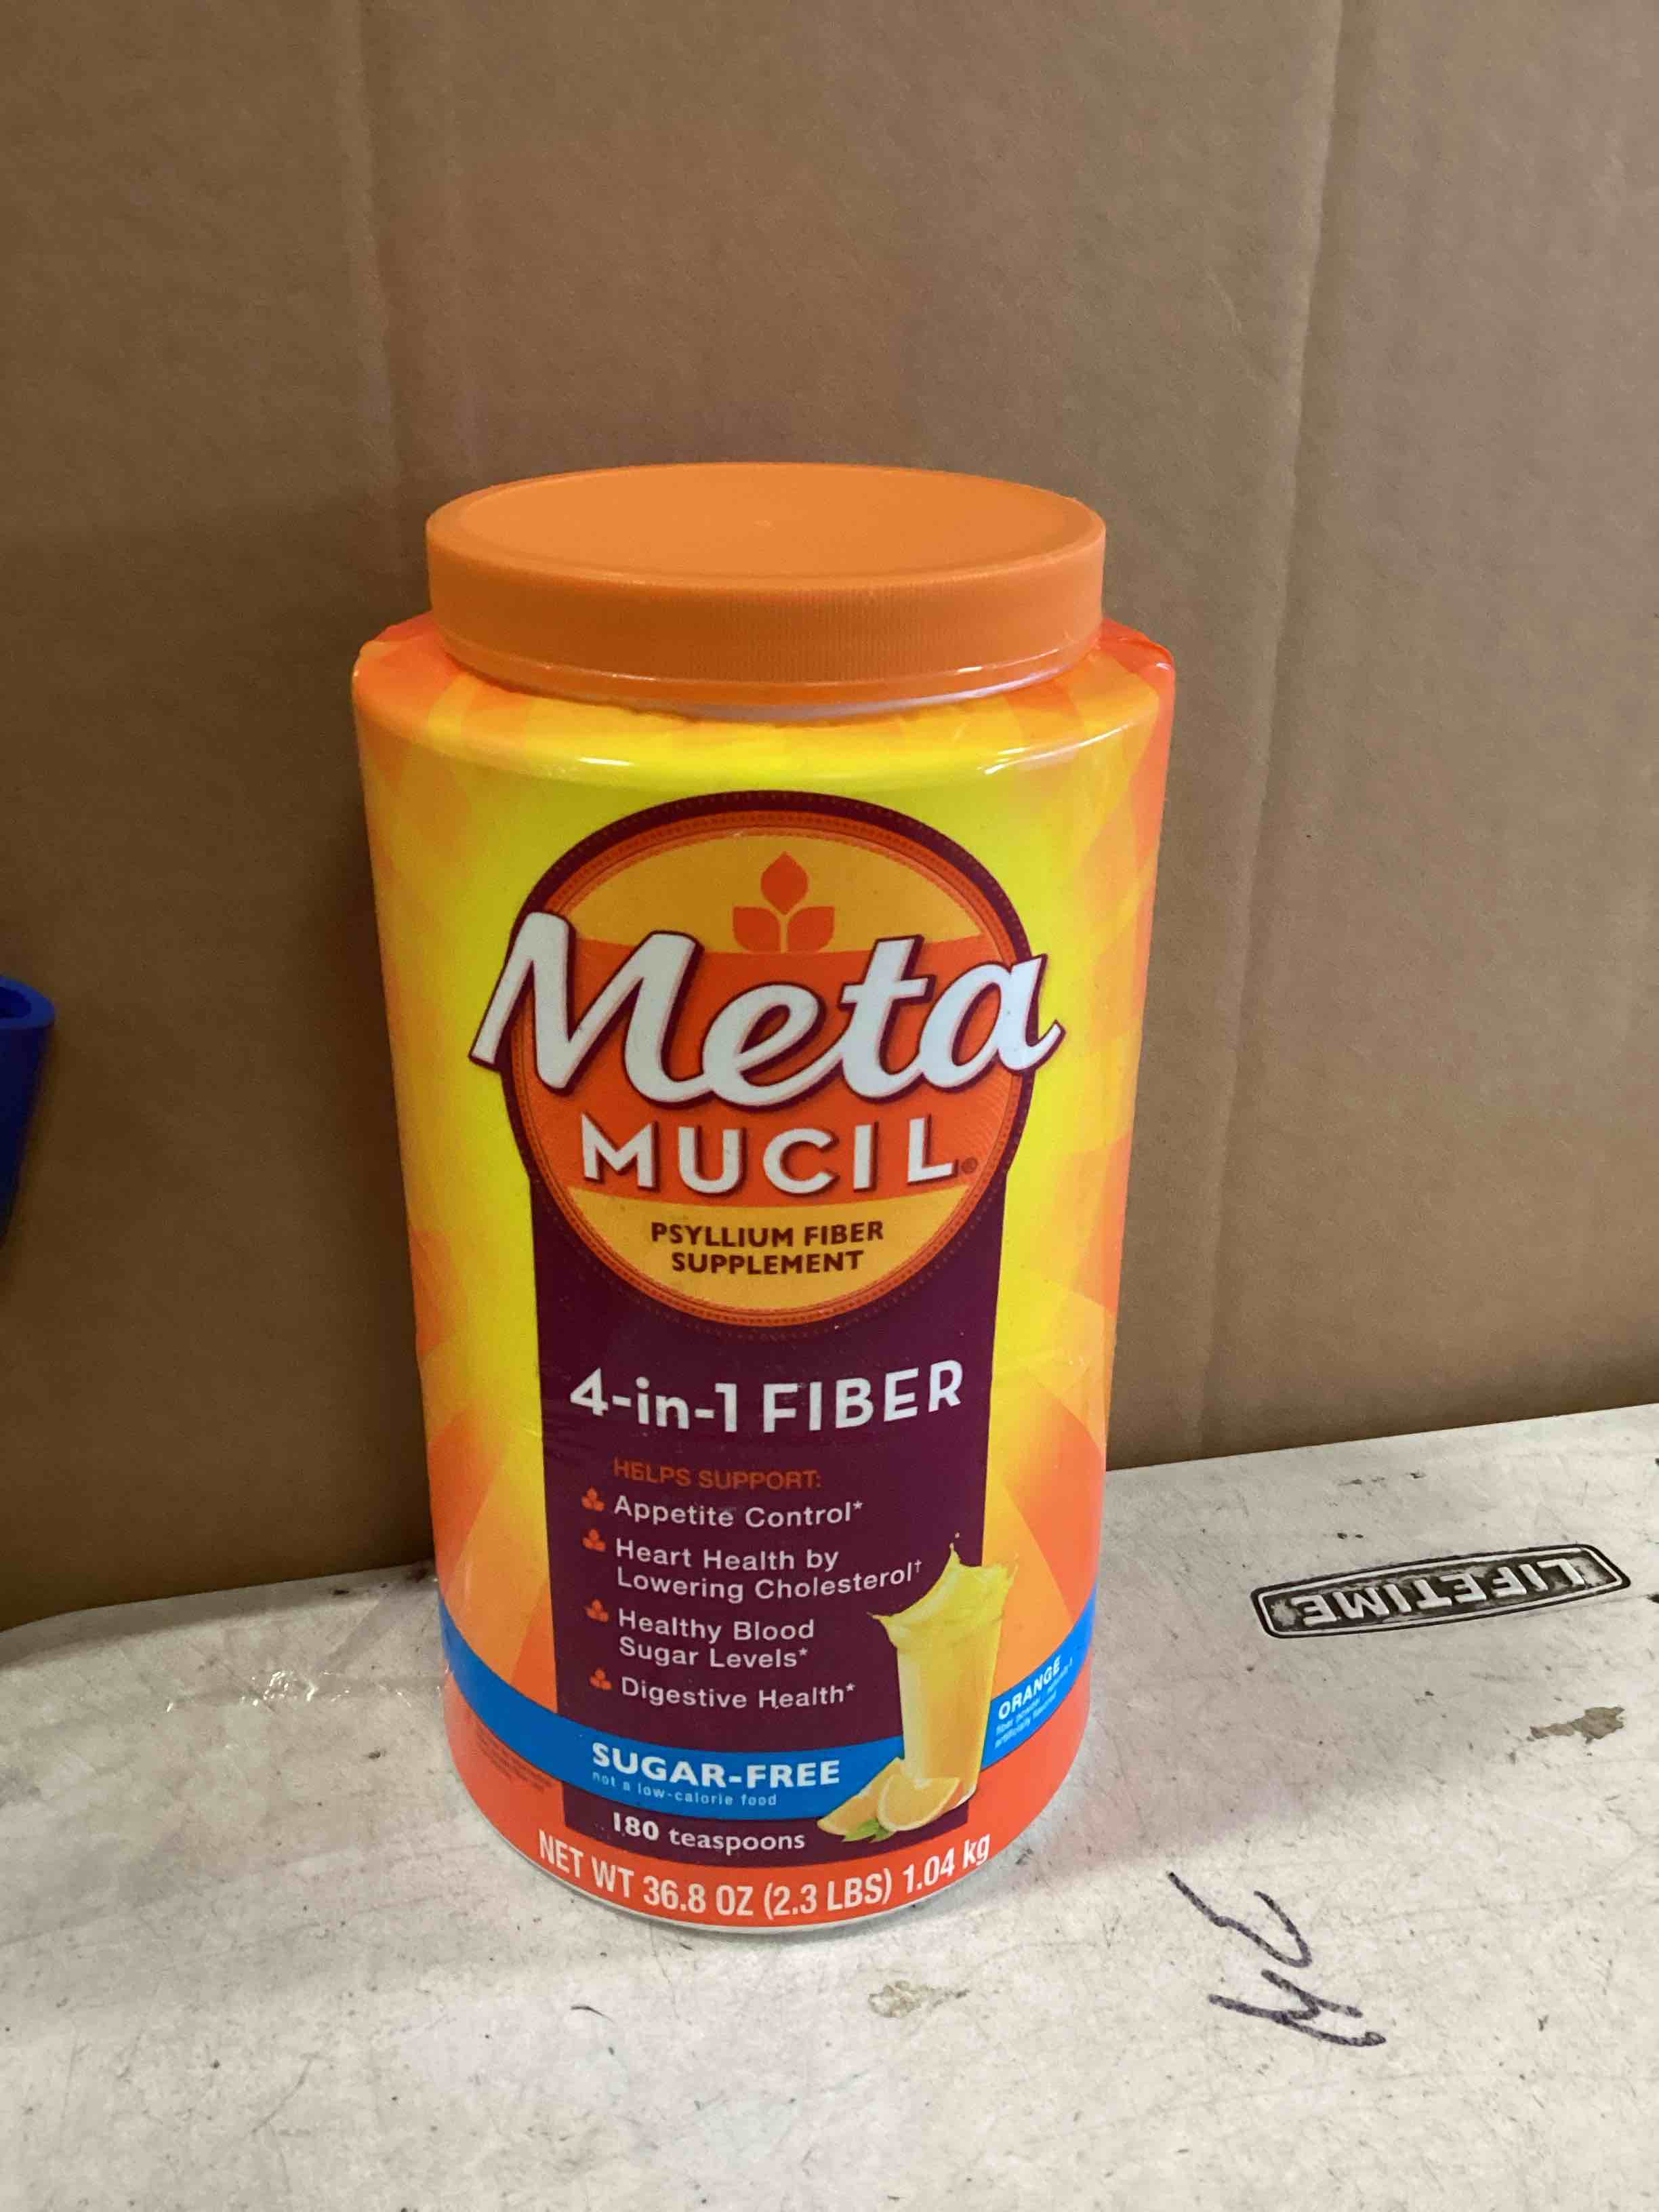 Meta
MUCIL®
PSYLLIUM FIBER
SUPPLEMENT
4-in-1 FIBER
HELPS SUPPORT:
Appetite Control*
Heart Health by
Lowering Cholesterol†
Healthy Blood
Sugar Levels*
Digestive Health*
ORANGE
SUGAR-FREE
not a low-calorie food
180 teaspoons
NET WT 36.8 OZ (2.3 LBS) 1.04 kg
LIFETIME